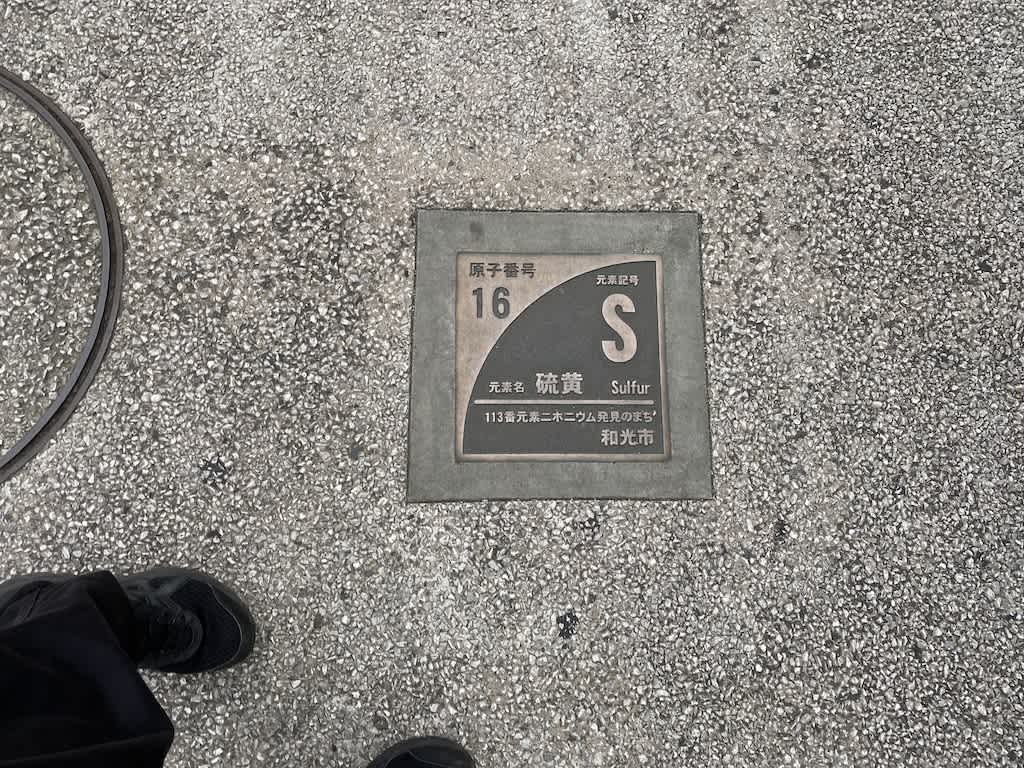 原子番号
16
元素記号
S
元素名 硫黄 Sulfur
113番元素ニホニウム発見のまち
和光市